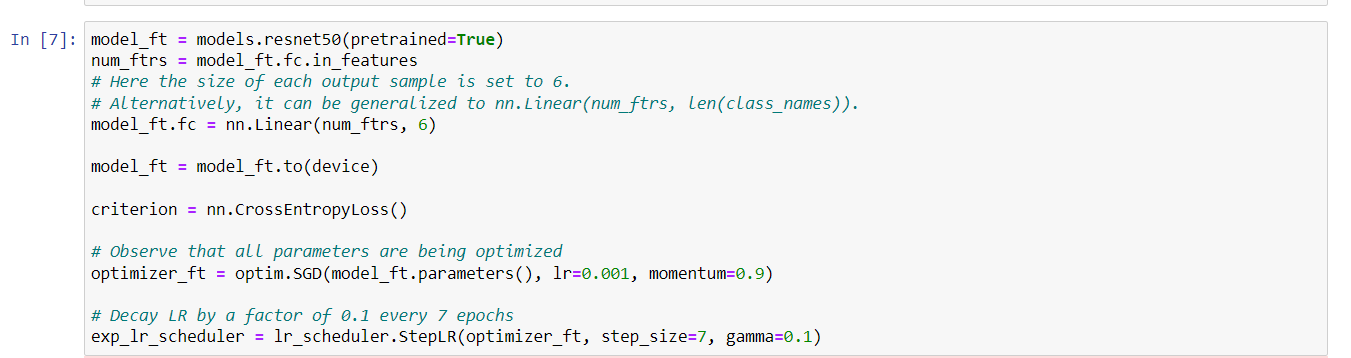 In [7]: model_ft = models.resnet50(pretrained=True)
num_ftrs = model_ft.fc.in_features
# Here the size of each output sample is set to 6.
# Alternatively, it can be generalized to nn.Linear(num_ftrs, len(class_names)).
model_ft.fc = nn.Linear(num_ftrs, 6)
model_ft = model_ft.to(device)
criterion = nn.CrossEntropyLoss()
# Observe that all parameters are being optimized
optimizer_ft = optim.SGD(model_ft.parameters(), lr=0.001, momentum=0.9)
# Decay LR by a factor of 0.1 every 7 epochs
exp_lr_scheduler = lr_scheduler.StepLR(optimizer_ft, step_size=7, gamma=0.1)